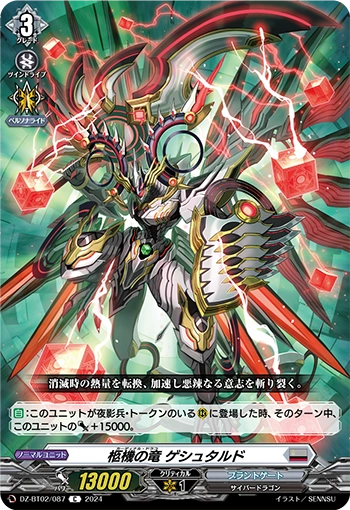 3
グレード
ツインドライブ
ペルソナライド
消滅時の熱量を転換、加速し悪辣なる意志を斬り裂く。
:このユニットが夜影兵・トークンのいるに登場した時、そのターン中、
このユニットの+15000。
ノーマルユニット
枢機の竜 ゲシュタルド
ブラントゲート
サイバードラゴン
パワー 13000
クリティカル
1
DZ-BT02/087 C 2024
イラスト／SENNSU